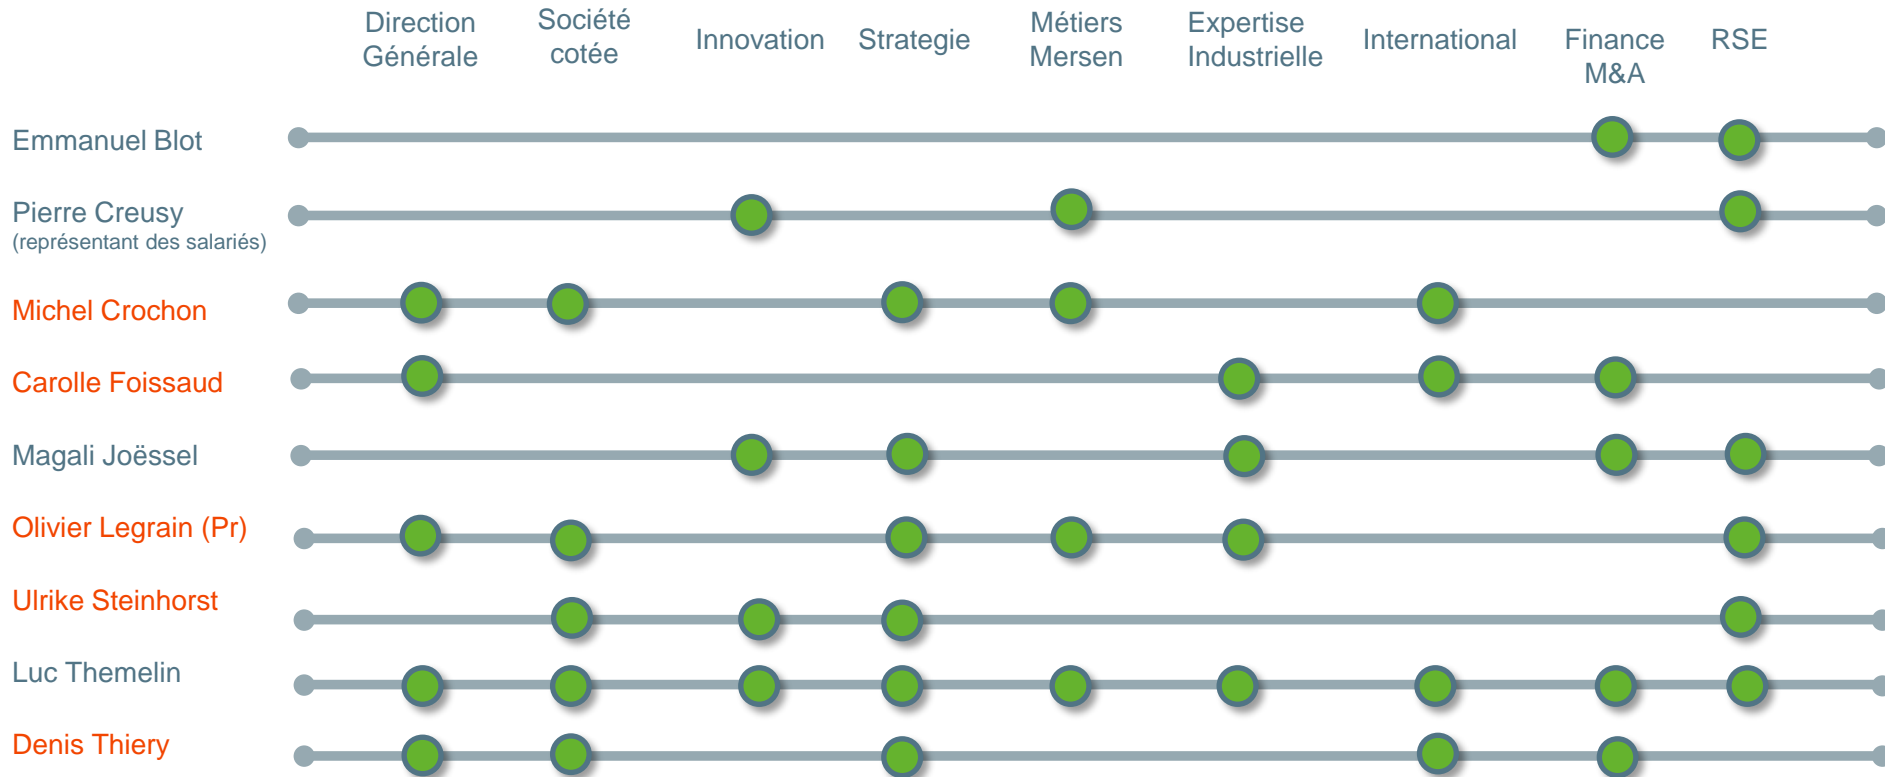 Direction
Générale
Société
cotée
Innovation
Strategie
Métiers
Mersen
Expertise
Industrielle
International
Finance
M&A
RSE
Emmanuel Blot
Pierre Creusy
(représentant des salariés)
Michel Crochon
Carolle Foissaud
Magali Joëssel
Olivier Legrain (Pr)
Ulrike Steinhorst
Luc Themelin
Denis Thiery